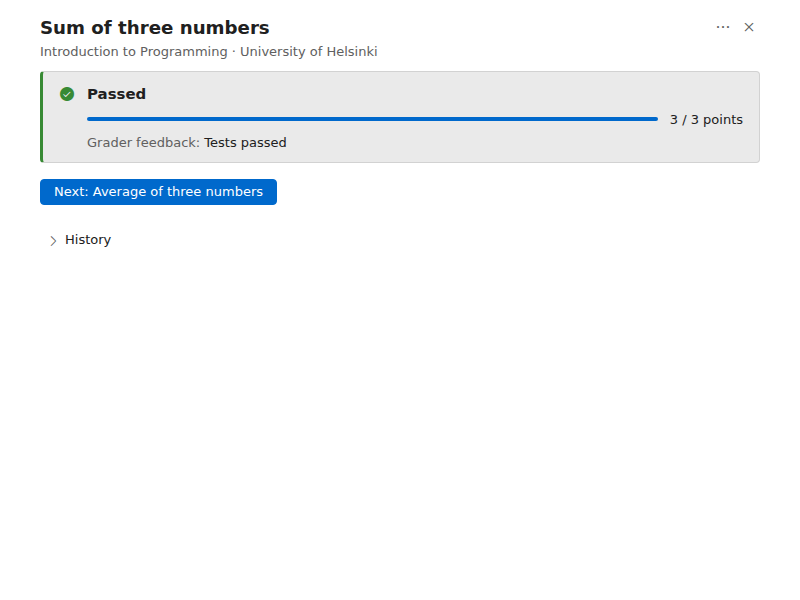 Sum of three numbers
Introduction to Programming · University of Helsinki
Passed
3 / 3 points
Grader feedback: Tests passed
Next: Average of three numbers
History